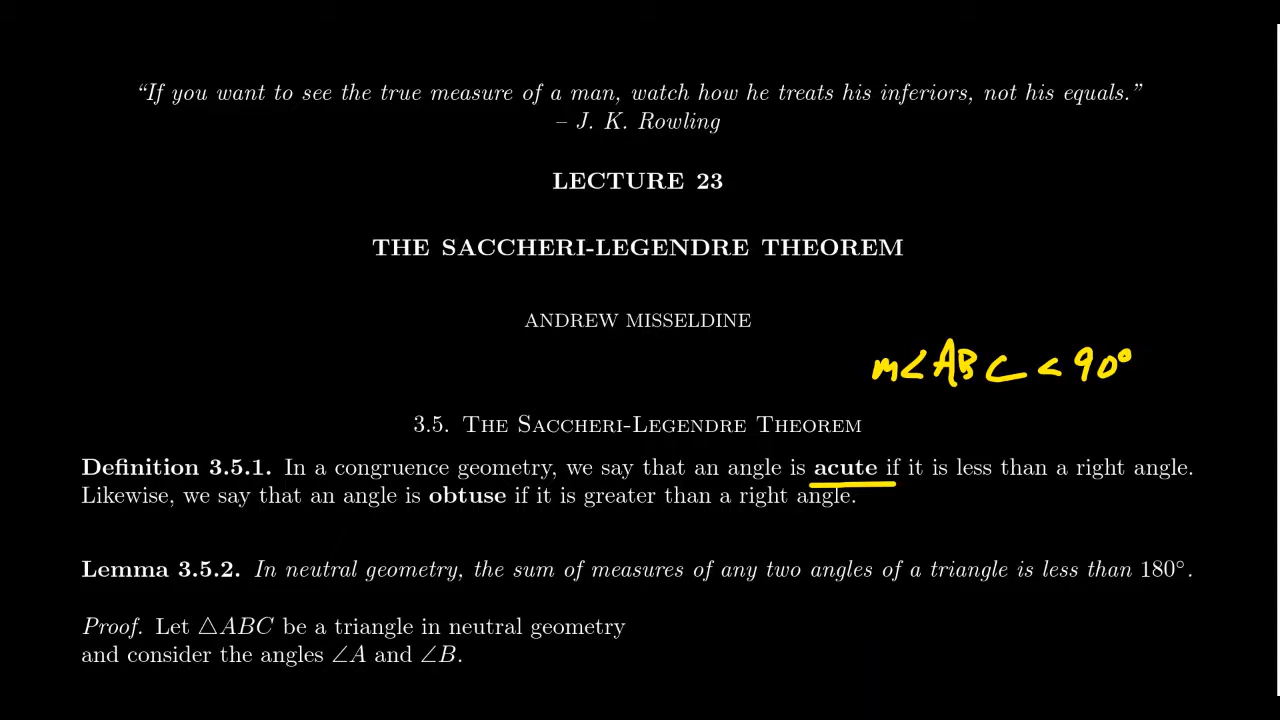 “If you want to see the true measure of a man, watch how he treats his inferiors, not his equals.”
– J. K. Rowling
LECTURE 23
THE SACCHERI-LEGENDRE THEOREM
ANDREW MISSELDINE
m∠ABC < 90°
3.5. The Saccheri-Legendre Theorem
Definition 3.5.1. In a congruence geometry, we say that an angle is acute if it is less than a right angle.
Likewise, we say that an angle is obtuse if it is greater than a right angle.
Lemma 3.5.2. In neutral geometry, the sum of measures of any two angles of a triangle is less than 180°.
Proof. Let △ABC be a triangle in neutral geometry
and consider the angles ∠A and ∠B.